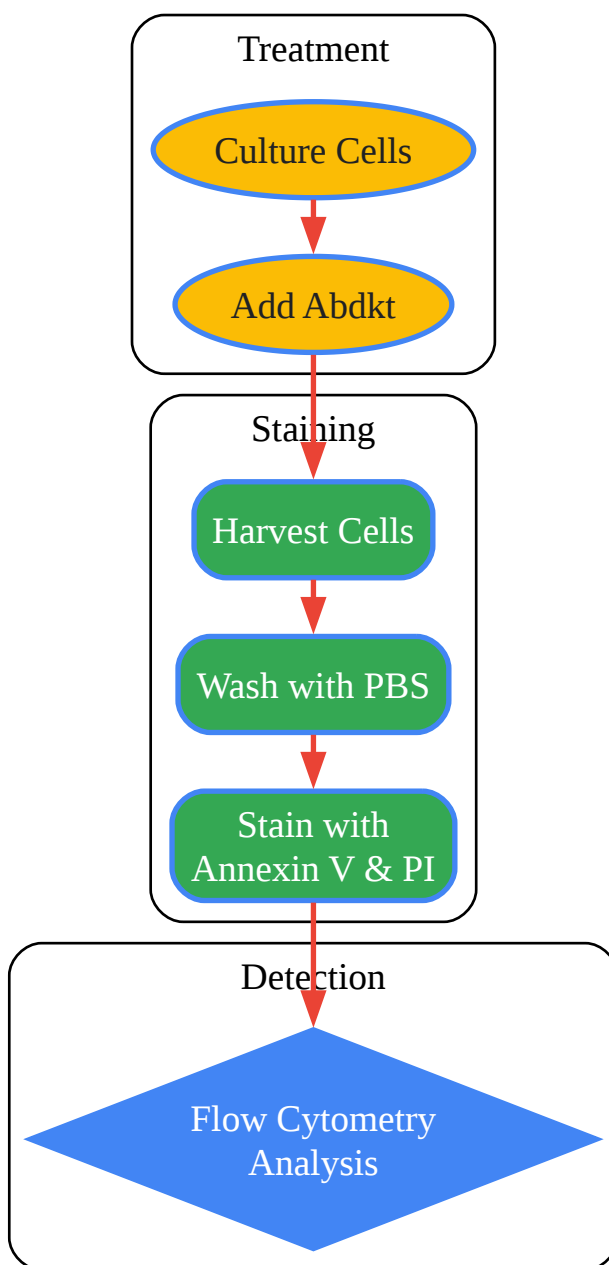 Treatment
Culture Cells
Add Abdkt
Staining
Harvest Cells
Wash with PBS
Stain with
Annexin V & PI
Detection
Flow Cytometry
Analysis